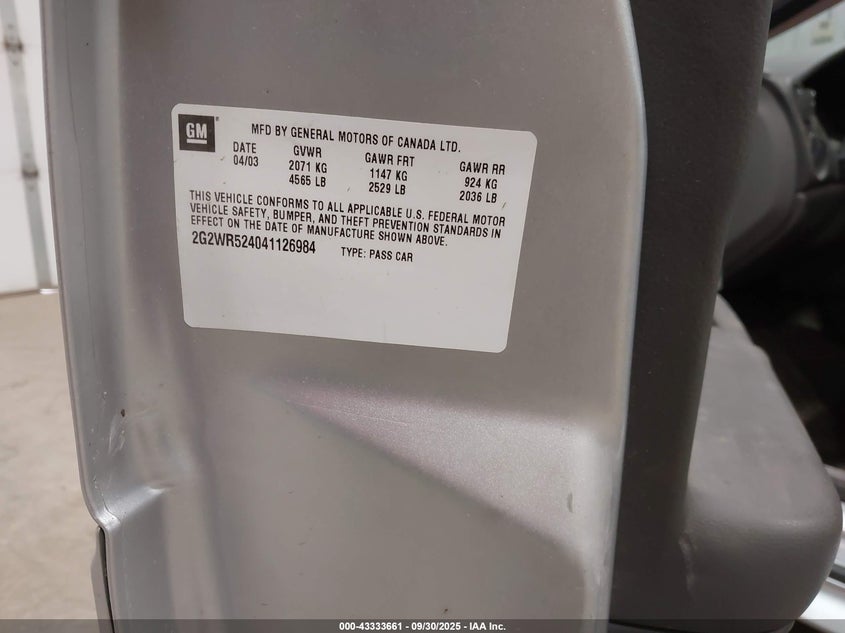 GM
MFD BY GENERAL MOTORS OF CANADA LTD.
DATE GVWR GAWR FRT GAWR RR
04/03 2071 KG 1147 KG 924 KG
4565 LB 2529 LB 2036 LB
THIS VEHICLE CONFORMS TO ALL APPLICABLE U.S. FEDERAL MOTOR
VEHICLE SAFETY, BUMPER, AND THEFT PREVENTION STANDARDS IN
EFFECT ON THE DATE OF MANUFACTURE SHOWN ABOVE.
2G2WR524041126984 TYPE: PASS CAR
000-43333661 - 09/30/2025 - IAA Inc.